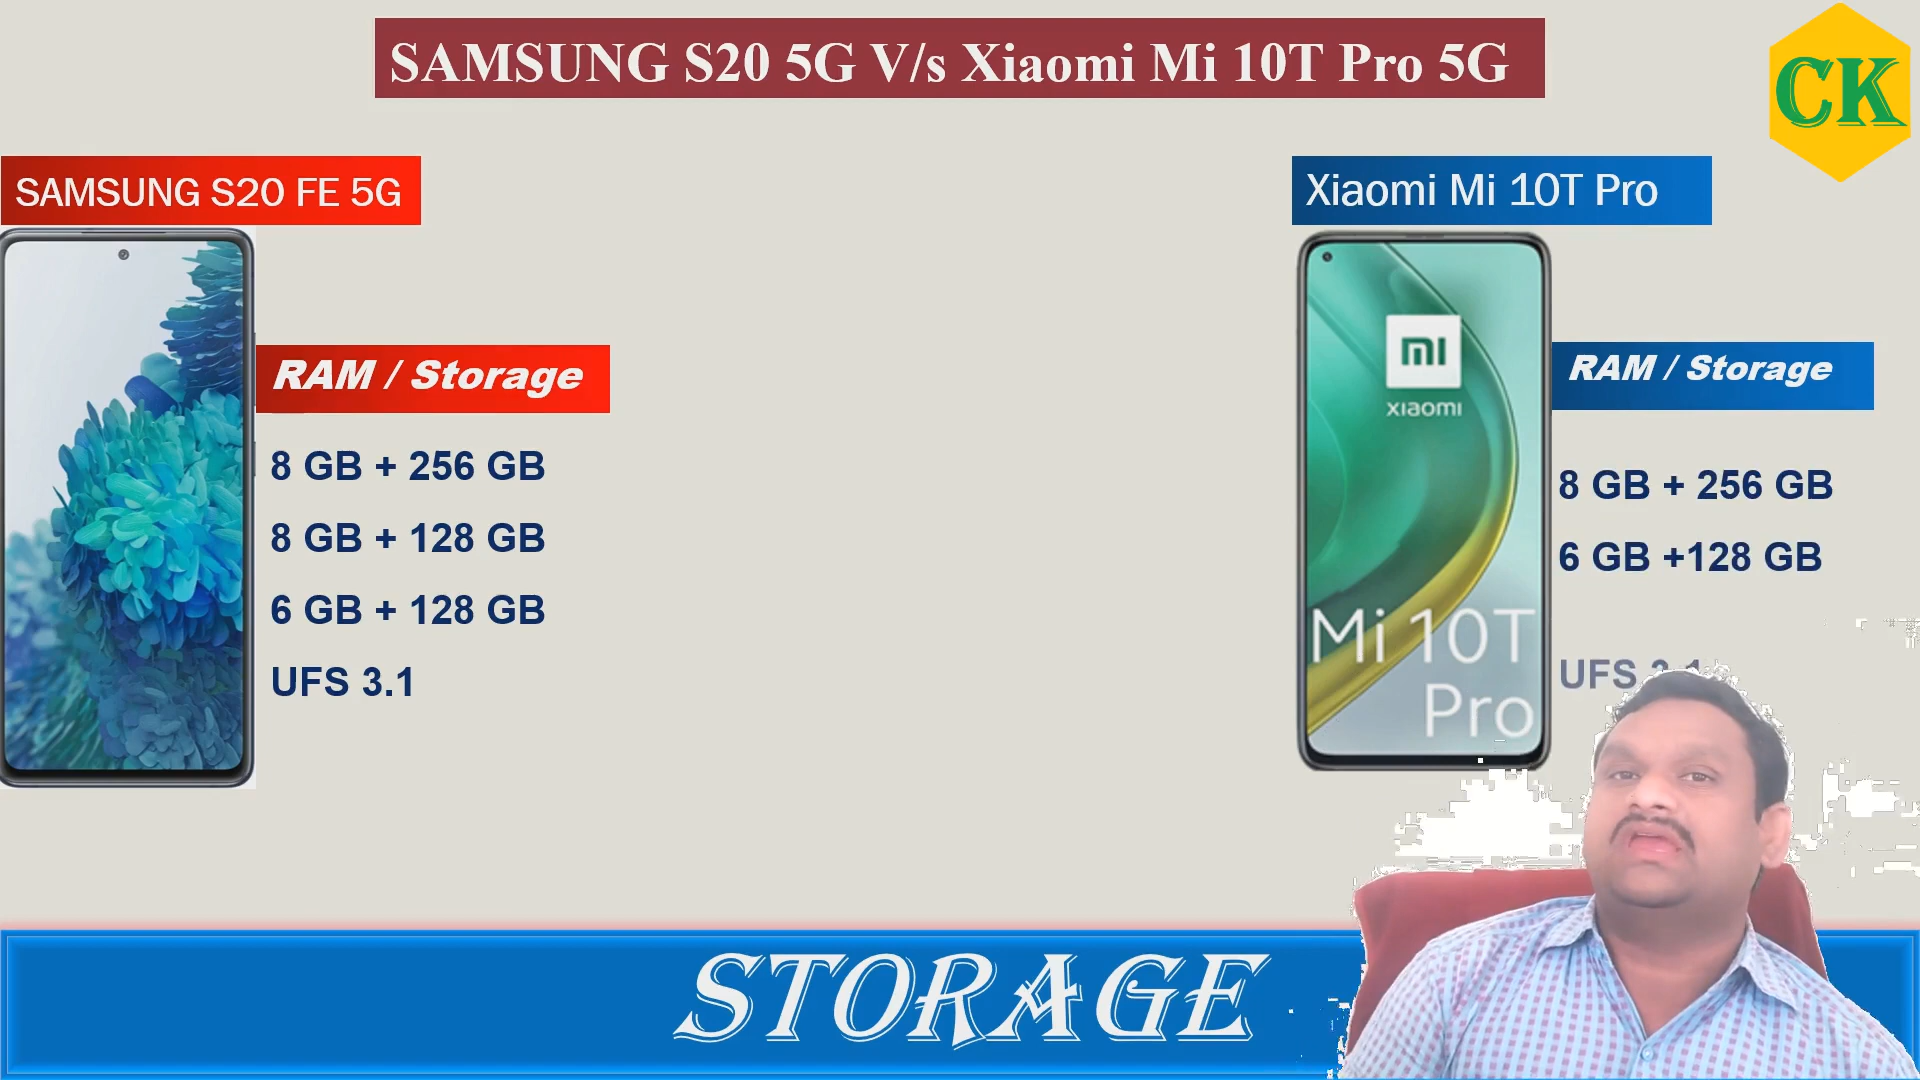 SAMSUNG S20 5G V/s Xiaomi Mi 10T Pro 5G
CK
SAMSUNG S20 FE 5G
Xiaomi Mi 10T Pro
RAM / Storage
8 GB + 256 GB
8 GB + 128 GB
6 GB + 128 GB
UFS 3.1
mi
xiaomi
Mi 10T
Pro
RAM / Storage
8 GB + 256 GB
6 GB +128 GB
UFS
STORAGE